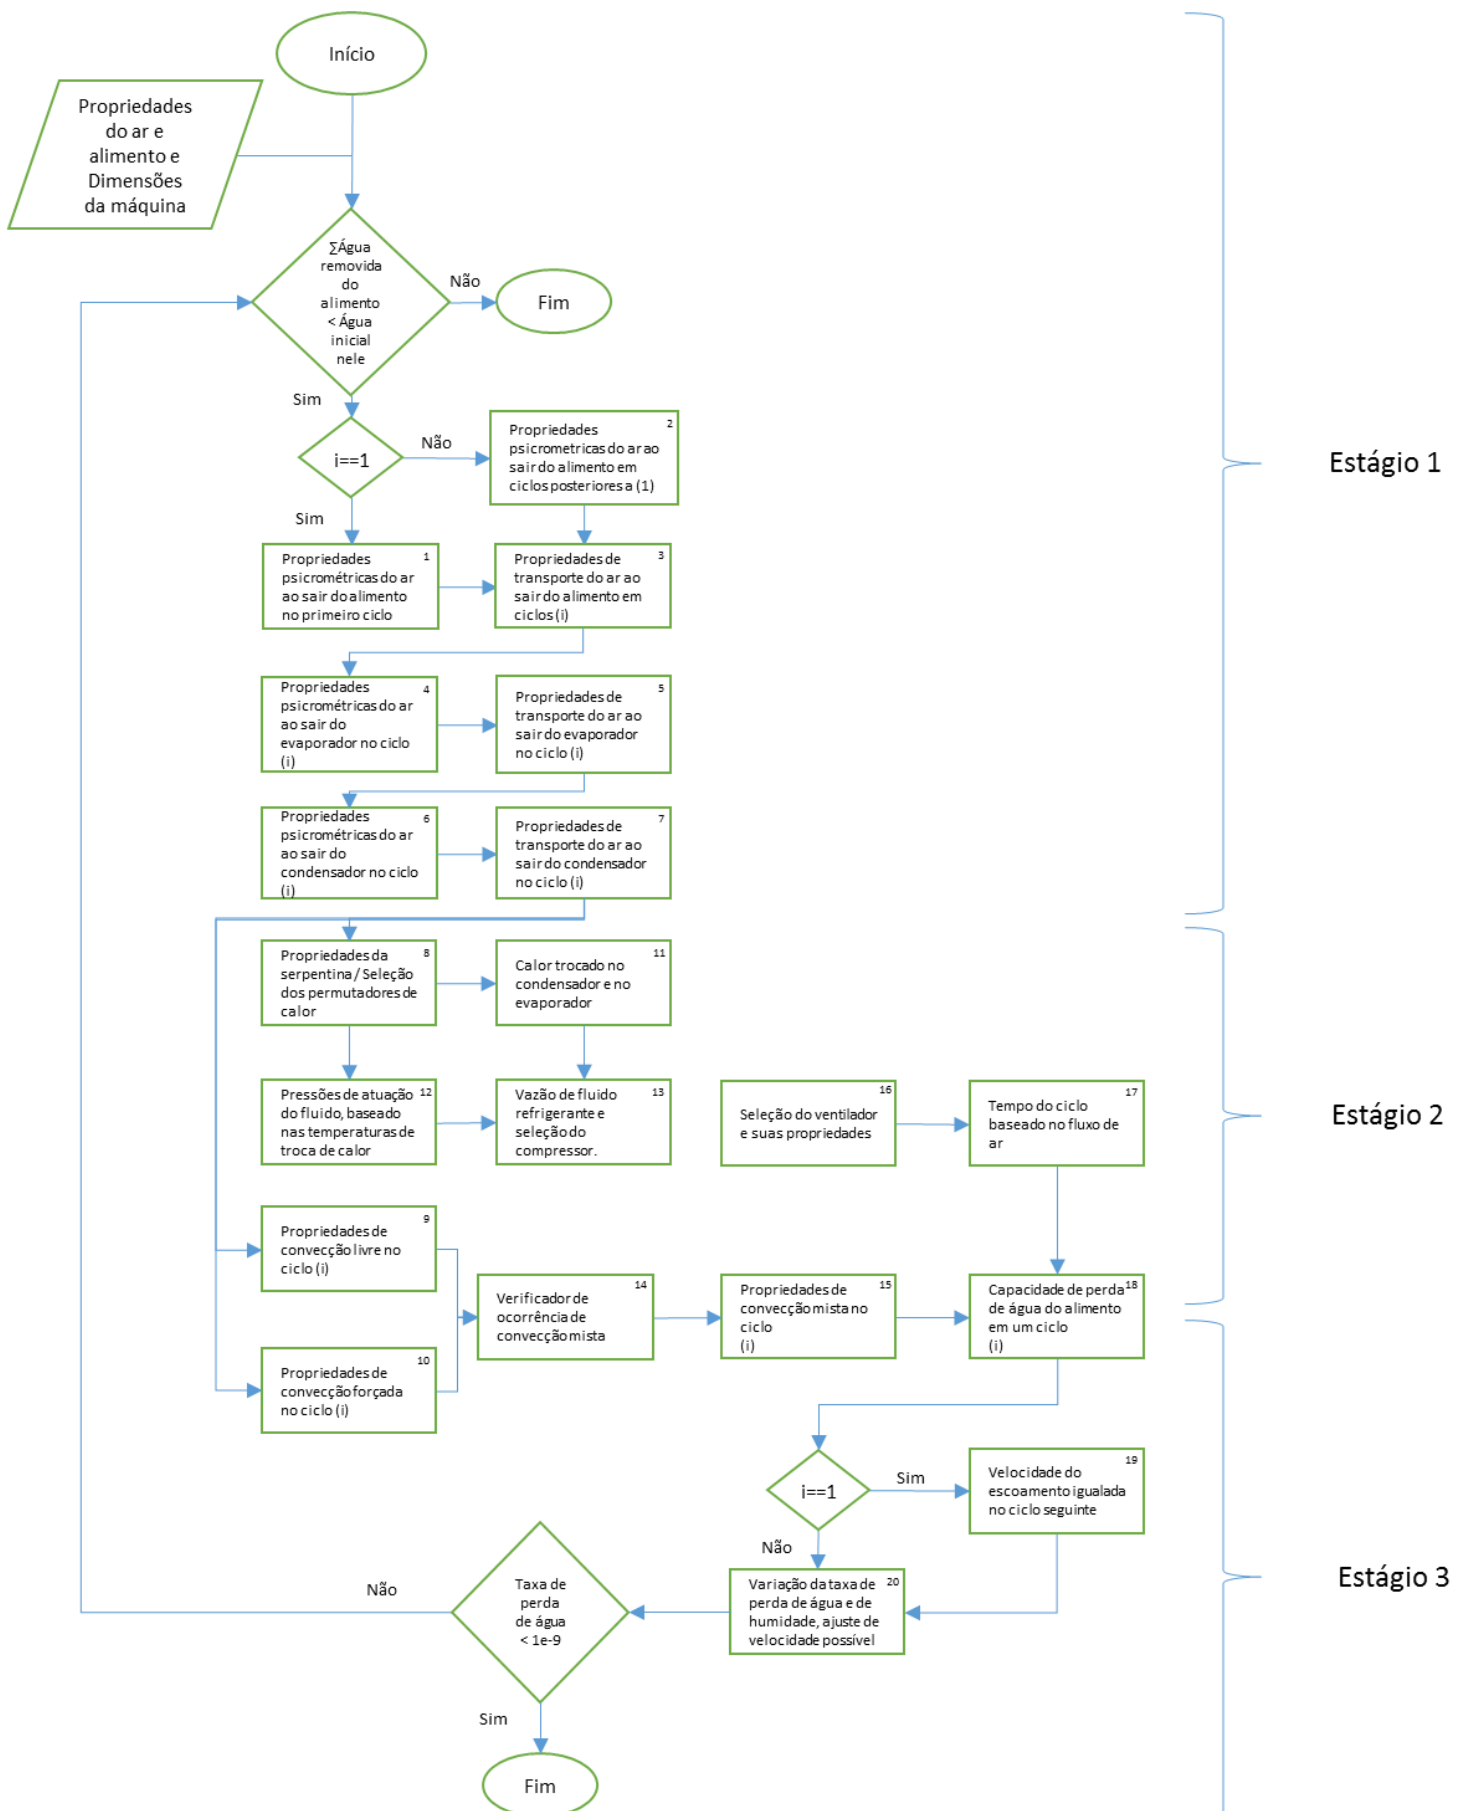 Início
Propriedades
do ar e
alimento e
Dimensões
da máquina
∑Água
removida
do
alimento
< Água
inicial
nele
Não
Fim
Sim
i==1
Não
2
Propriedades
psicrometricas do ar ao
sair do alimento em
ciclos posteriores a (1)
Estágio 1
Sim
1
Propriedades
psicrométricas do ar
ao sair do alimento
no primeiro ciclo
3
Propriedades de
transporte do ar ao
sair do alimento em
ciclos (i)
4
Propriedades
psicrométricas do ar
ao sair do
evaporador no ciclo
(i)
5
Propriedades de
transporte do ar ao
sair do evaporador
no ciclo (i)
6
Propriedades
psicrométricas do ar
ao sair do
condensador no ciclo
(i)
7
Propriedades de
transporte do ar ao
sair do condensador
no ciclo (i)
8
Propriedades da
serpentina / Seleção
dos permutadores de
calor
11
Calor trocado no
condensador e no
evaporador
12
Pressões de atuação
do fluido, baseado
nas temperaturas de
troca de calor
13
Vazão de fluido
refrigerante e
seleção do
compressor.
16
Seleção do ventilador
e suas propriedades
17
Tempo do ciclo
baseado no fluxo de
ar
Estágio 2
9
Propriedades de
convecção livre no
ciclo (i)
14
Verificador de
ocorrência de
convecção mista
15
Propriedades de
convecção mista no
ciclo
(i)
18
Capacidade de perda
de água do alimento
em um ciclo
(i)
10
Propriedades de
convecção forçada
no ciclo (i)
i==1
Sim
19
Velocidade do
escoamento igualada
no ciclo seguinte
Não
20
Variação da taxa de
perda de água e de
humidade, ajuste de
velocidade possível
Estágio 3
Taxa de
perda
de água
< 1e-9
Não
Sim
Fim